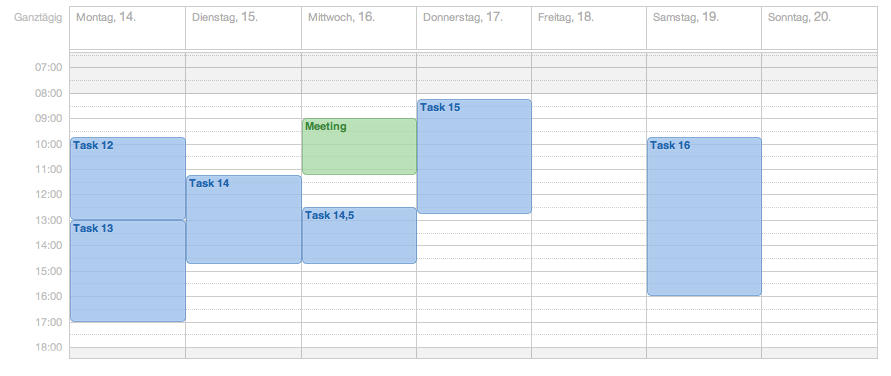 Ganztägig Montag, 14. Dienstag, 15. Mittwoch, 16. Donnerstag, 17. Freitag, 18. Samstag, 19. Sonntag, 20.
07:00
08:00
Task 15
09:00
Meeting
10:00
Task 12
Task 16
11:00
Task 14
12:00
Task 14,5
13:00
Task 13
14:00
15:00
16:00
17:00
18:00